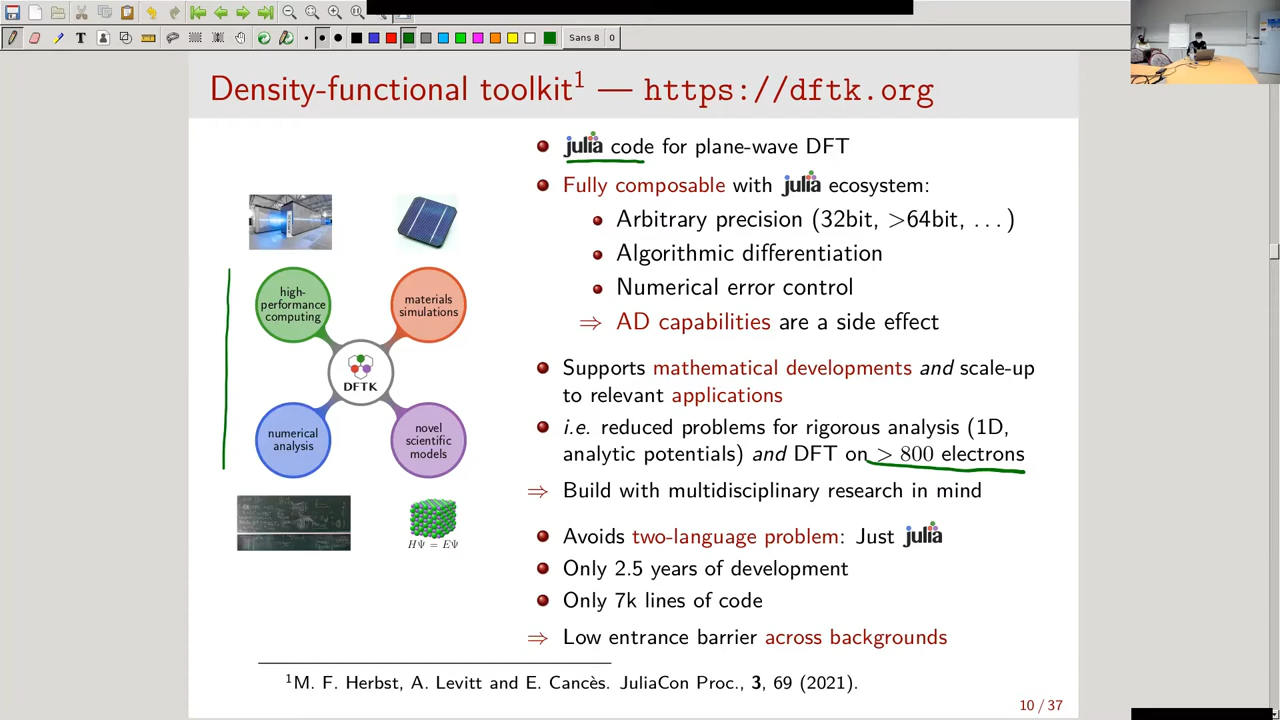 Sans 8
0
Density-functional toolkit¹ — https://dftk.org
high-
performance
computing
materials
simulations
DFTK
numerical
analysis
novel
scientific
models
HΨ = EΨ
julia code for plane-wave DFT
Fully composable with julia ecosystem:
Arbitrary precision (32bit, >64bit, ...)
Algorithmic differentiation
Numerical error control
⇒ AD capabilities are a side effect
Supports mathematical developments and scale-up
to relevant applications
i.e. reduced problems for rigorous analysis (1D,
analytic potentials) and DFT on > 800 electrons
⇒ Build with multidisciplinary research in mind
Avoids two-language problem: Just julia
Only 2.5 years of development
Only 7k lines of code
⇒ Low entrance barrier across backgrounds
¹M. F. Herbst, A. Levitt and E. Cancès. JuliaCon Proc., 3, 69 (2021).
10 / 37